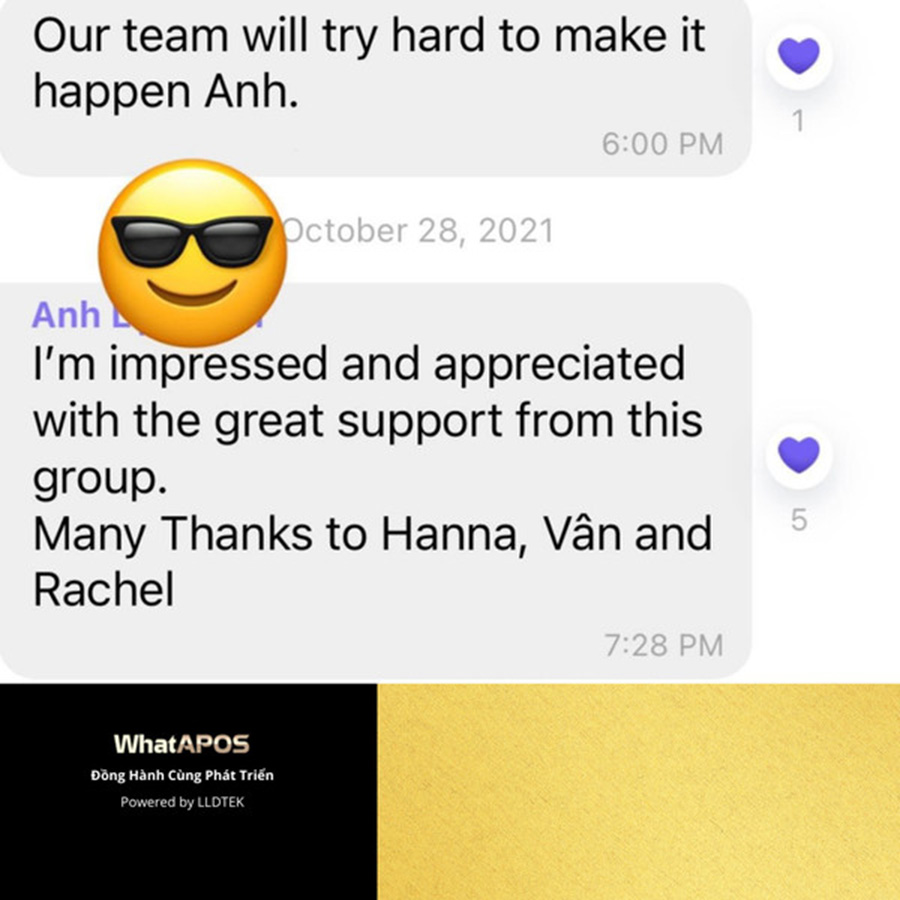 Our team will try hard to make it
happen Anh.
6:00 PM
1
October 28, 2021
Anh
I’m impressed and appreciated
with the great support from this
group.
Many Thanks to Hanna, Vân and
Rachel
5
7:28 PM
WhatAPOS
Đồng Hành Cùng Phát Triển
Powered by LLDTEK